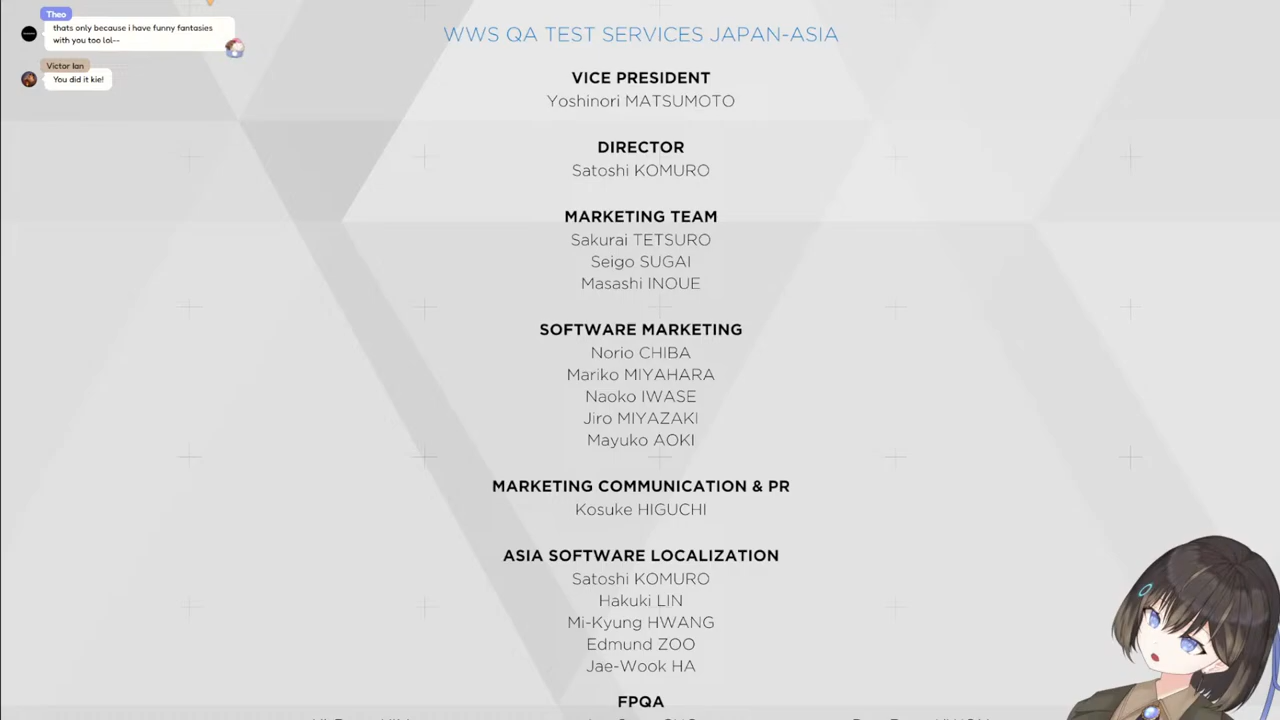 Theo
thats only because i have funny fantasies
with you too lol--
Victor Ian
You did it kie!
WWS QA TEST SERVICES JAPAN-ASIA
VICE PRESIDENT
Yoshinori MATSUMOTO
DIRECTOR
Satoshi KOMURO
MARKETING TEAM
Sakurai TETSURO
Seigo SUGAI
Masashi INOUE
SOFTWARE MARKETING
Norio CHIBA
Mariko MIYAHARA
Naoko IWASE
Jiro MIYAZAKI
Mayuko AOKI
MARKETING COMMUNICATION & PR
Kosuke HIGUCHI
ASIA SOFTWARE LOCALIZATION
Satoshi KOMURO
Hakuki LIN
Mi-Kyung HWANG
Edmund ZOO
Jae-Wook HA
FPQA